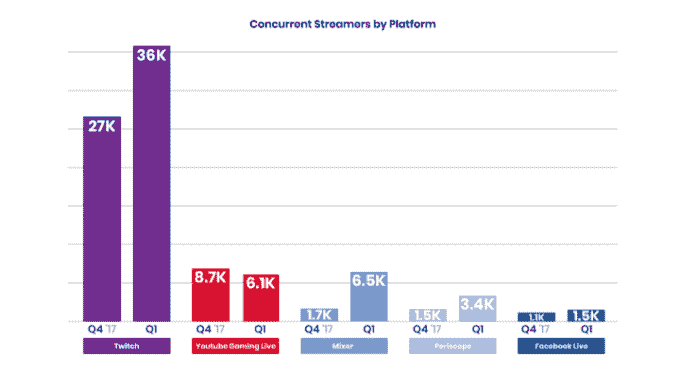 Concurrent Streamers by Platform
36K
27K
8.7K
6.1K
6.5K
1.7K
1.5K
3.4K
1.1K
1.5K
Q4 '17 Q1 Q4 '17 Q1 Q4 '17 Q1 Q4 '17 Q1 Q4 '17 Q1
Twitch Youtube Gaming Live Mixer Periscope Facebook Live